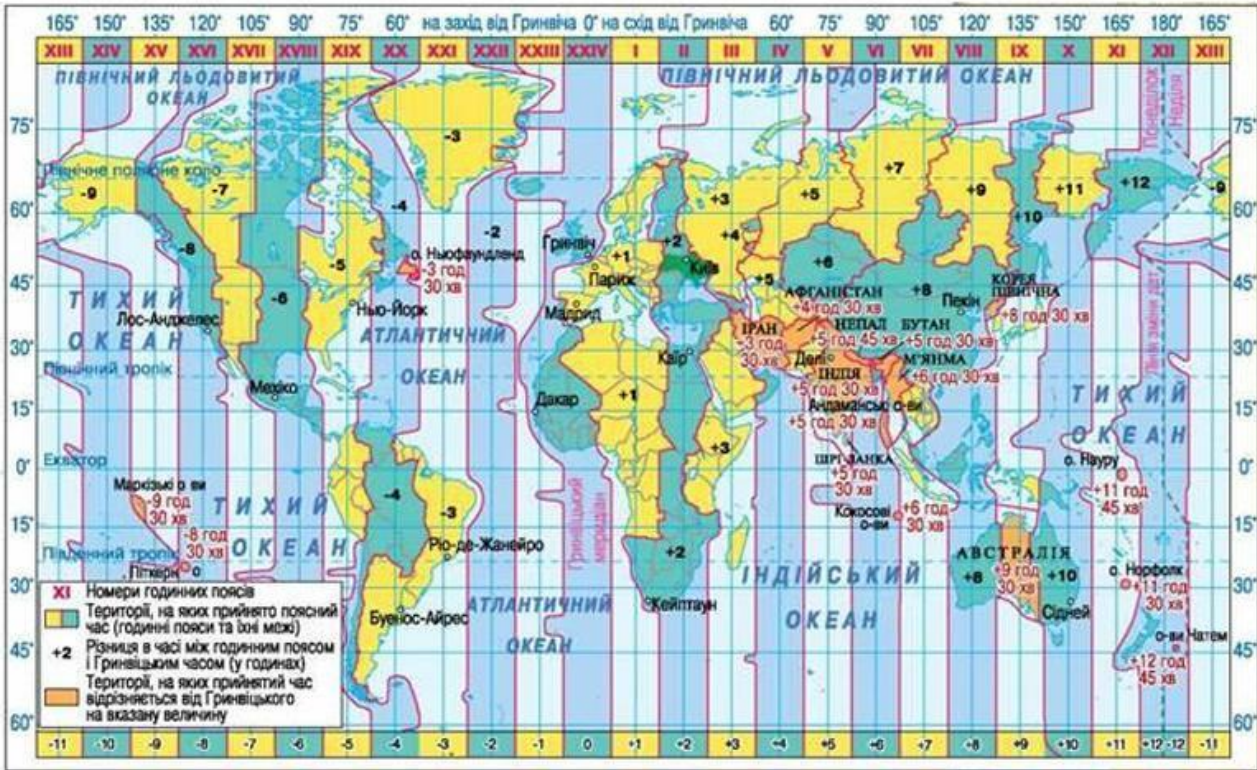 165° 150° 135° 120° 105° 90° 75° 60° на захід від Гринвіча 0° на схід від Гринвіча 60° 75° 90° 105° 120° 135° 150° 165° 180° 165°
XIII XIV XV XVI XVII XVIII XIX XX XXI XXII XXIII XXIV I II III IV V VI VII VIII IX X XI XII XIII
ПІВНІЧНИЙ ЛЬОДОВИТИЙ
ОКЕАН
ПІВНІЧНИЙ ЛЬОДОВИТИЙ ОКЕАН
Понеділок
Неділя
75°
75°
-3
Північне полярне коло
-9
-7
+3
+5
+7
+9
+11
+12
-9
60°
60°
-4
-2
+10
-8
-5
о. Ньюфаундленд
-3 год
30 хв
Гринвіч
+1
+2
+4
Київ
+6
Париж
45°
45°
+5
-6
+8
АФГАНІСТАН
+4 год 30 хв
КОРЕЯ
ПІВНІЧНА
+8 год 30 хв
ТИХИЙ
ОКЕАН
Лос-Анджелес
Нью-Йорк
АТЛАНТИЧНИЙ
ОКЕАН
Мадрид
Пекін
ІРАН
+3 год
30 хв
НЕПАЛ
+5 год 45 хв
БУТАН
+5 год 30 хв
30°
30°
Каїр
Делі
М'ЯНМА
+6 год 30 хв
Лінія зміни дат
Північний тропік
ІНДІЯ
+5 год 30 хв
Мехіко
Дакар
+1
Андаманські о-ви
+5 год 30 хв
ТИХИЙ
ОКЕАН
15°
15°
+3
Екватор
ШРІ-ЛАНКА
+5 год
30 хв
о. Науру
+11 год
45 хв
0°
0°
Маркізькі о ви
-9 год
30 хв
-4
-3
Гринвіцький
меридіан
Кокосові
о-ви
+6 год
30 хв
15°
15°
ТИХИЙ
ОКЕАН
-8 год
30 хв
Південний тропік
Піткерн о
Ріо-де-Жанейро
+2
ІНДІЙСЬКИЙ
ОКЕАН
АВСТРАЛІЯ
+8
+9 год
30 хв
+10
о. Норфолк
+11 год
30 хв
30°
30°
Буенос-Айрес
АТЛАНТИЧНИЙ
ОКЕАН
Кейптаун
Сідней
о-ви Чатем
+12 год
45 хв
45°
45°
60°
60°
XI Номери годинних поясів
Території, на яких прийнято поясний
час (годинні пояси та їхні межі)
+2 Різниця в часі між годинним поясом
і Гринвіцьким часом (у годинах)
Території, на яких прийнятий час
відрізняється від Гринвіцького
на вказану величину
-11 -10 -9 -8 -7 -6 -5 -4 -3 -2 -1 0 +1 +2 +3 +4 +5 +6 +7 +8 +9 +10 +11 +12 -12 -11